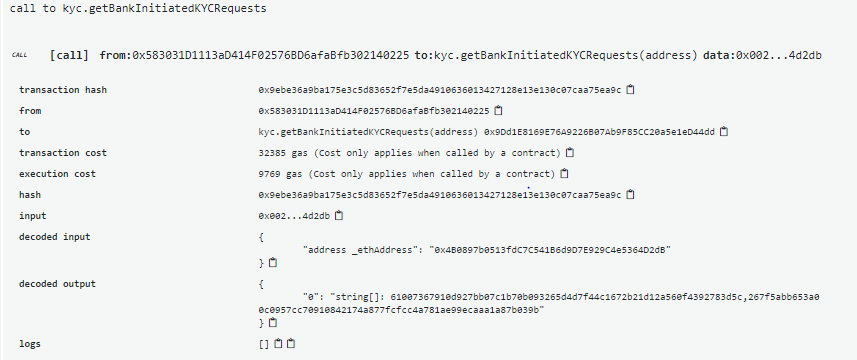 call to kyc.getBankInitiatedKYCRequests
CALL [call] from:0x583031D1113aD414F02576BD6afaBfb302140225 to:kyc.getBankInitiatedKYCRequests(address) data:0x002...4d2db
transaction hash 0x9ebe36a9ba175e3c5d83652f7e5da4910636013427128e13e130c07caa75ea9c
from 0x583031D1113aD414F02576BD6afaBfb302140225
to kyc.getBankInitiatedKYCRequests(address) 0x9Dd1E8169E76A9226B07Ab9F85CC20a5e1eD44dd
transaction cost 32385 gas (Cost only applies when called by a contract)
execution cost 9769 gas (Cost only applies when called by a contract)
hash 0x9ebe36a9ba175e3c5d83652f7e5da4910636013427128e13e130c07caa75ea9c
input 0x002...4d2db
decoded input {
"address _ethAddress": "0x4B0897b0513fdC7C541B6d9D7E929C4e5364D2dB"
}
decoded output {
"0": "string[]: 61007367910d927bb07c1b70b093265d4d7f44c1672b21d12a560f4392783d5c,267f5abb653a0
0c0957cc70910842174a877fcfcc4a781ae99ecaaa1a87b039b"
}
logs []